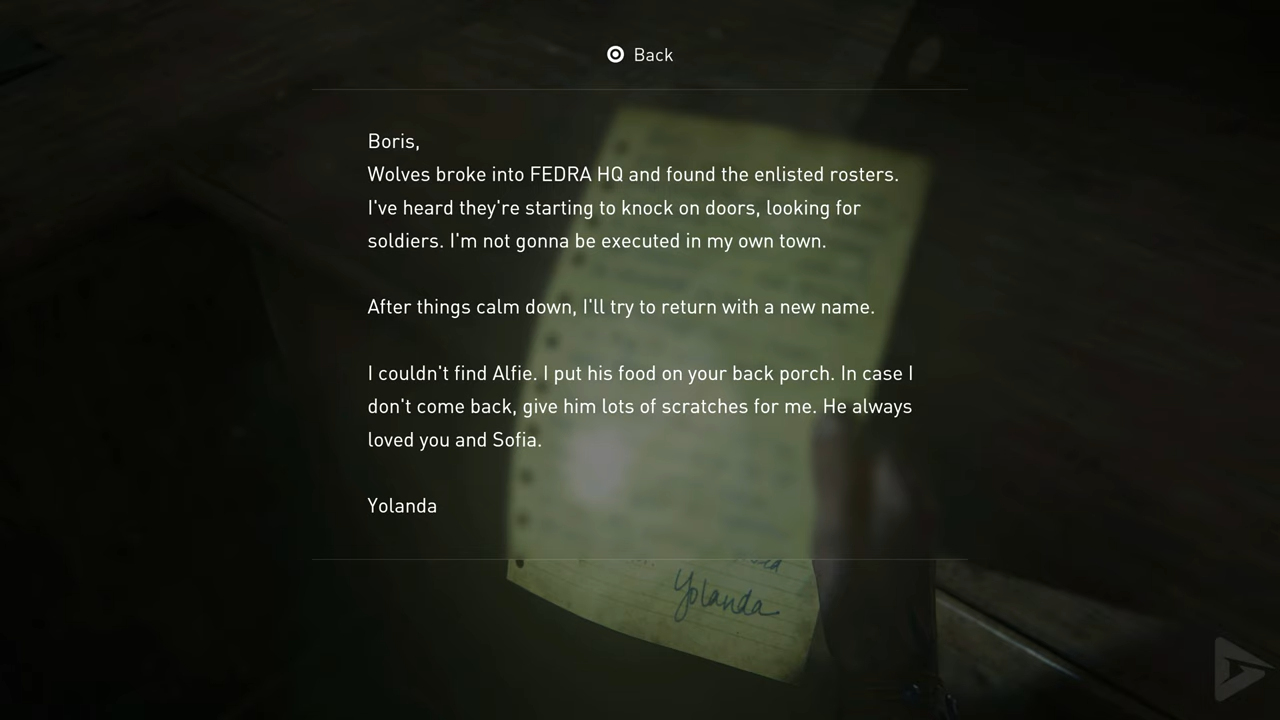 Back
Boris,
Wolves broke into FEDRA HQ and found the enlisted rosters.
I've heard they're starting to knock on doors, looking for
soldiers. I'm not gonna be executed in my own town.
After things calm down, I'll try to return with a new name.
I couldn't find Alfie. I put his food on your back porch. In case I
don't come back, give him lots of scratches for me. He always
loved you and Sofia.
Yolanda
Yolanda